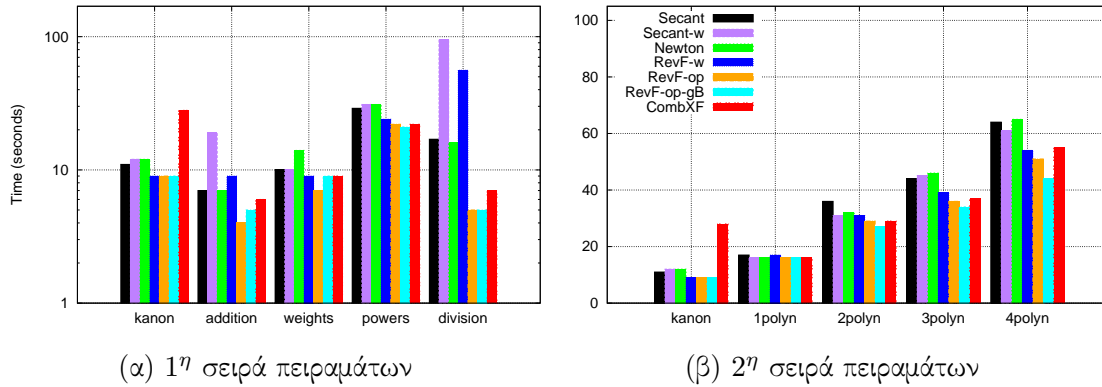 Time (seconds)
100
10
1
kanon addition weights powers division
(α) 1η σειρά πειραμάτων
100
80
60
40
20
0
Secant
Secant-w
Newton
RevF-w
RevF-op
RevF-op-gB
CombXF
kanon 1polyn 2polyn 3polyn 4polyn
(β) 2η σειρά πειραμάτων